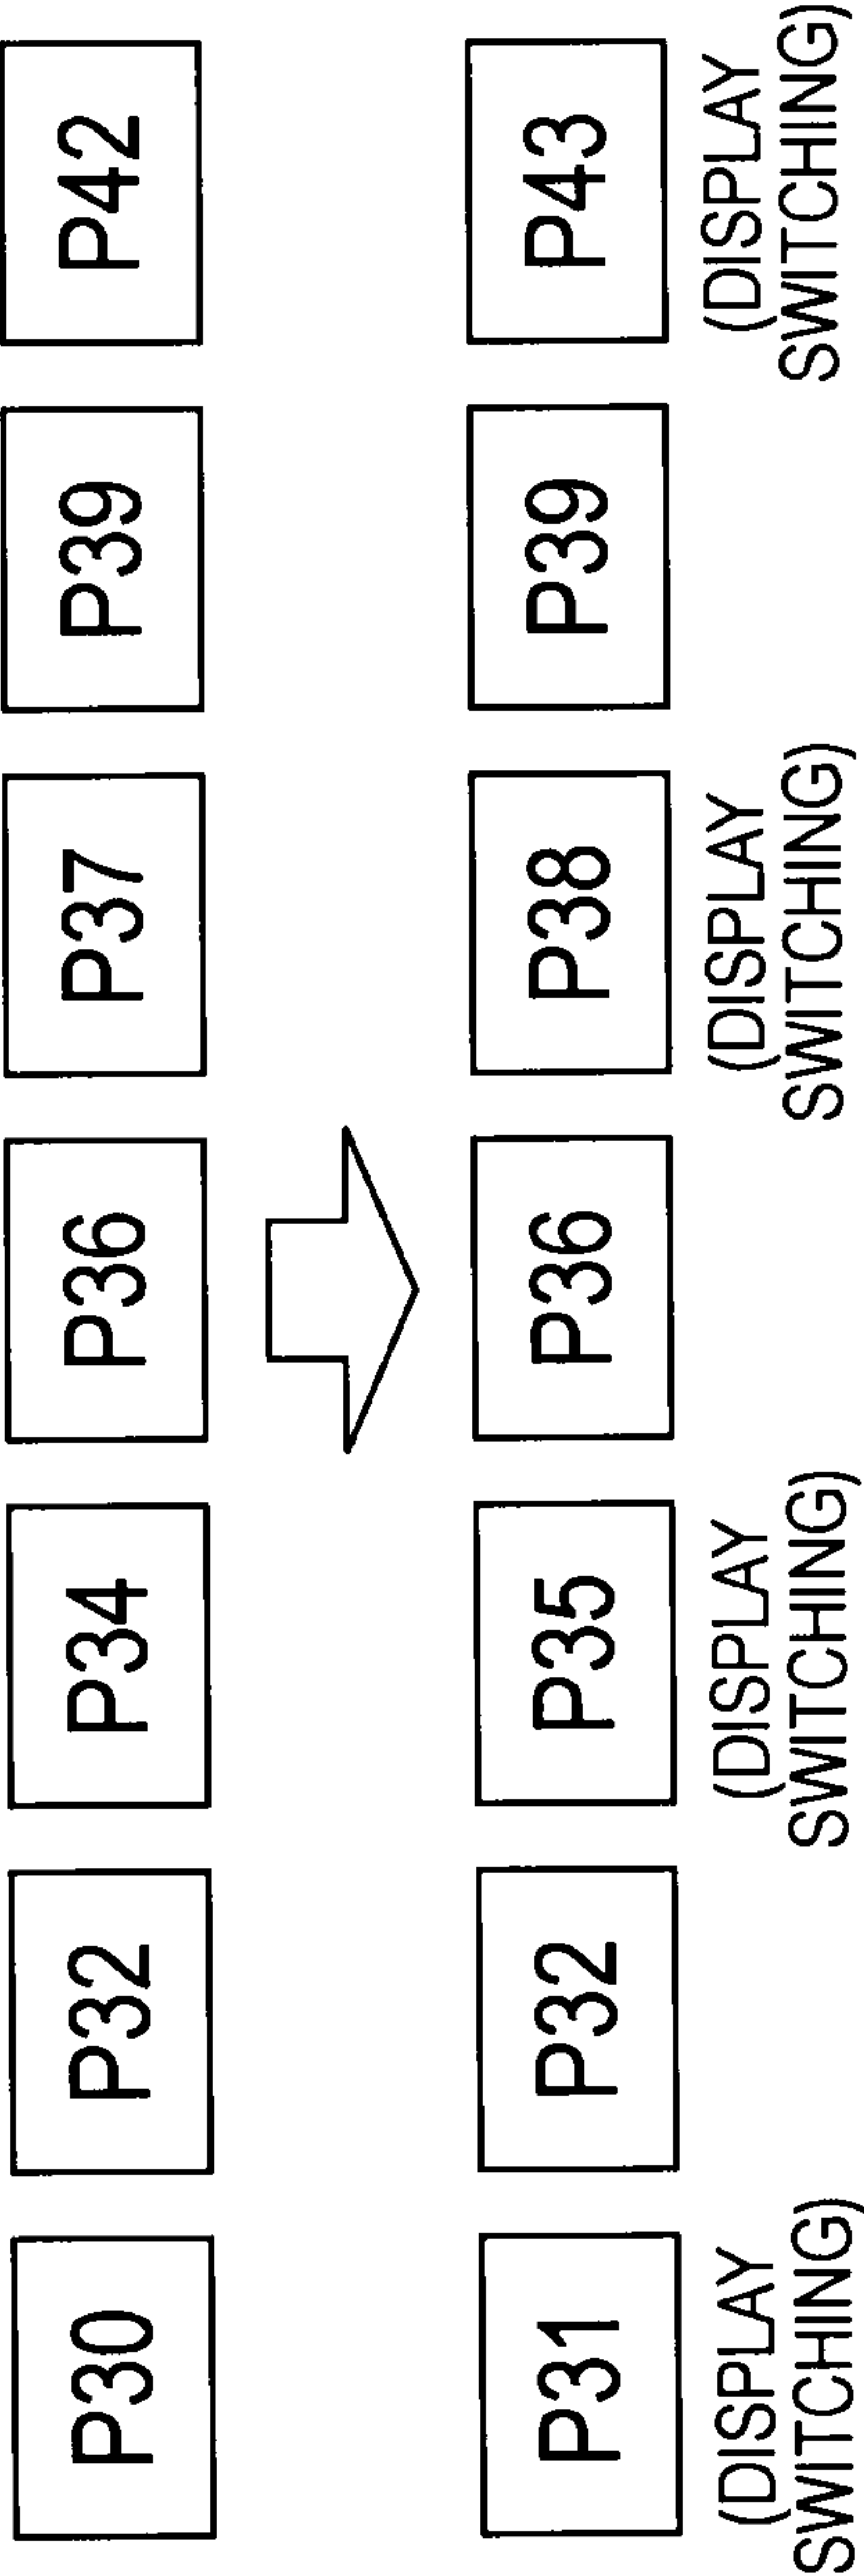 P30
P32
P34
P36
P37
P39
P42
P31
P32
P35
P36
P38
P39
P43
(DISPLAY
SWITCHING)
(DISPLAY
SWITCHING)
(DISPLAY
SWITCHING)
(DISPLAY
SWITCHING)